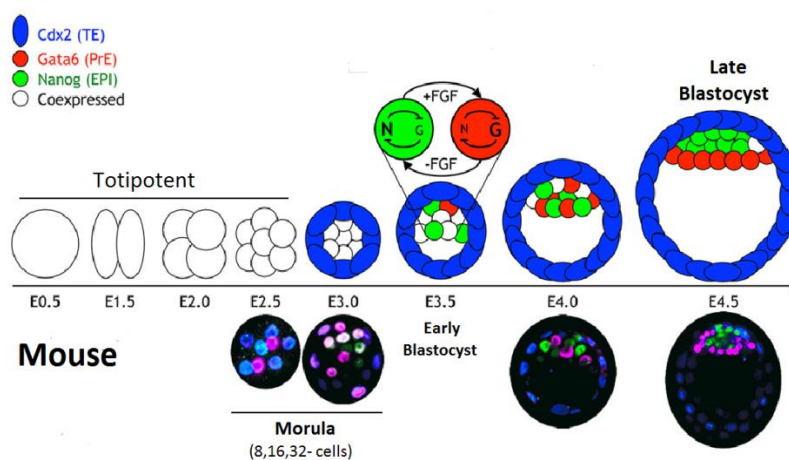 Cdx2 (TE)
Gata6 (PrE)
Nanog (EPI)
Coexpressed
Late
Blastocyst
+FGF
N G
N G
-FGF
Totipotent
E0.5 E1.5 E2.0 E2.5 E3.0 E3.5 E4.0 E4.5
Mouse
Early
Blastocyst
Morula
(8,16,32- cells)